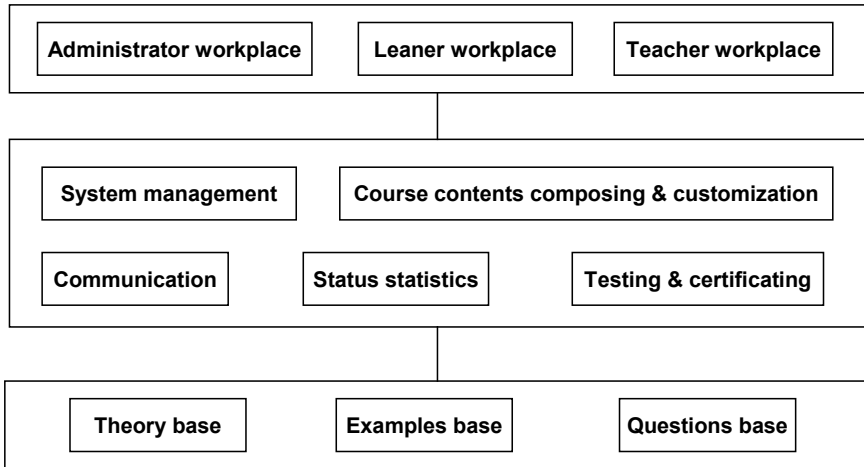 Administrator workplace
Leaner workplace
Teacher workplace
System management
Course contents composing & customization
Communication
Status statistics
Testing & certificating
Theory base
Examples base
Questions base